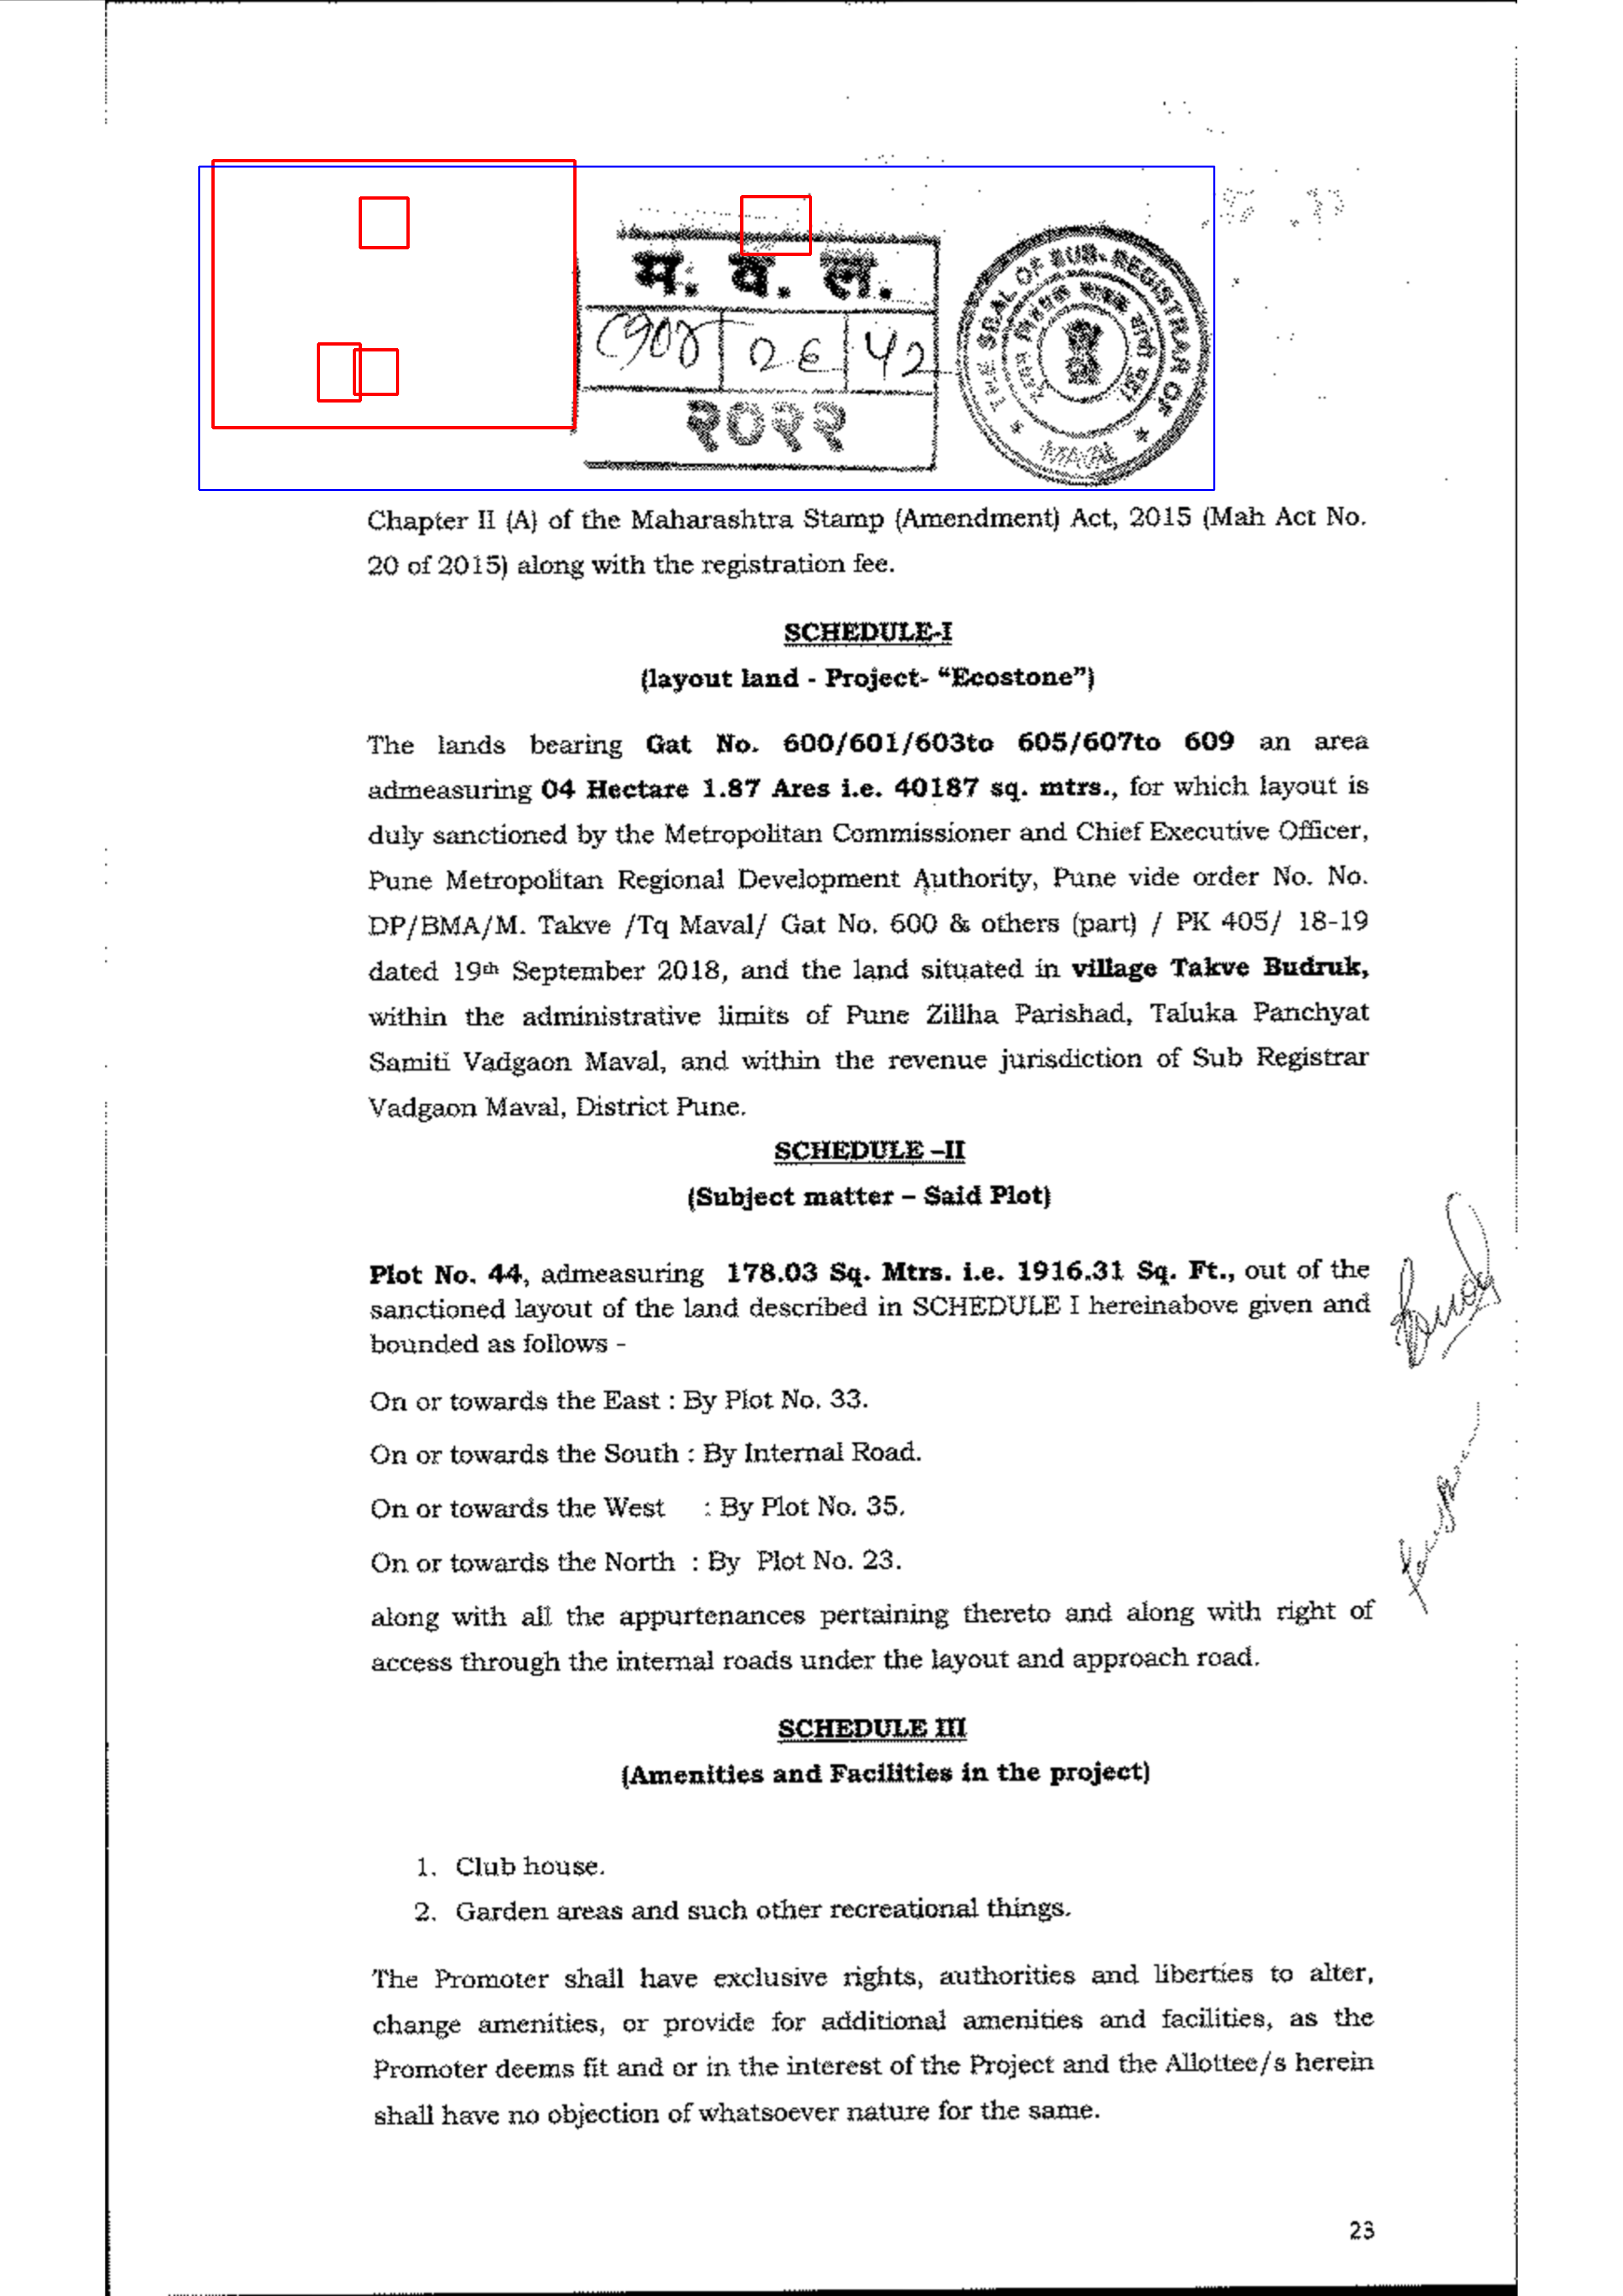 म. व. ल.
२०२२
THE SEAL OF SUB-REGISTRAR OF
MAVAL
Chapter II (A) of the Maharashtra Stamp (Amendment) Act, 2015 (Mah Act No.
20 of 2015) along with the registration fee.
SCHEDULE-I
(layout land - Project- “Ecostone”)
The lands bearing Gat No. 600/601/603to 605/607to 609 an area
admeasuring 04 Hectare 1.87 Ares i.e. 40187 sq. mtrs., for which layout is
duly sanctioned by the Metropolitan Commissioner and Chief Executive Officer,
Pune Metropolitan Regional Development Authority, Pune vide order No. No.
DP/BMA/M. Takve /Tq Maval/ Gat No. 600 & others (part) / PK 405/ 18-19
dated 19th September 2018, and the land situated in village Takve Budruk,
within the administrative limits of Pune Zillha Parishad, Taluka Panchyat
Samiti Vadgaon Maval, and within the revenue jurisdiction of Sub Registrar
Vadgaon Maval, District Pune.
SCHEDULE –II
(Subject matter – Said Plot)
Plot No. 44, admeasuring 178.03 Sq. Mtrs. i.e. 1916.31 Sq. Ft., out of the
sanctioned layout of the land described in SCHEDULE I hereinabove given and
bounded as follows -
On or towards the East : By Plot No. 33.
On or towards the South : By Internal Road.
On or towards the West : By Plot No. 35.
On or towards the North : By Plot No. 23.
along with all the appurtenances pertaining thereto and along with right of
access through the internal roads under the layout and approach road.
SCHEDULE III
(Amenities and Facilities in the project)
1. Club house.
2. Garden areas and such other recreational things.
The Promoter shall have exclusive rights, authorities and liberties to alter,
change amenities, or provide for additional amenities and facilities, as the
Promoter deems fit and or in the interest of the Project and the Allottee/s herein
shall have no objection of whatsoever nature for the same.
23